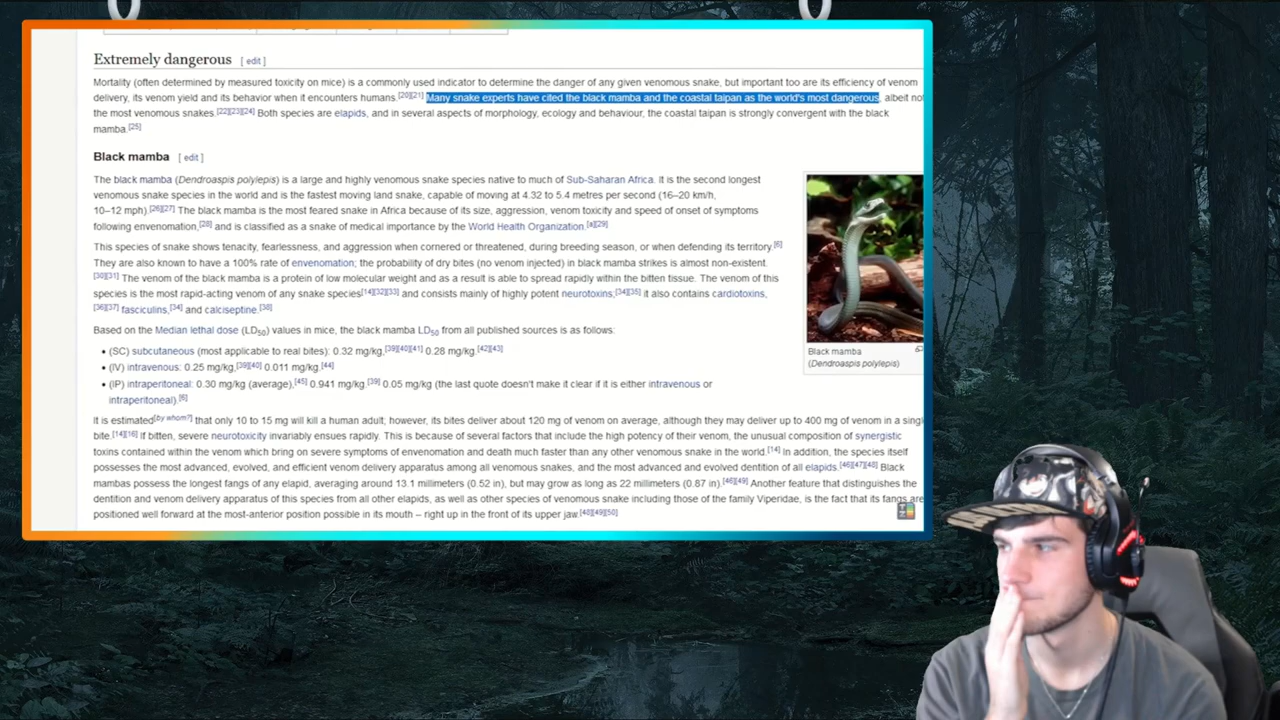 Extremely dangerous [ edit ]
Mortality (often determined by measured toxicity on mice) is a commonly used indicator to determine the danger of any given venomous snake, but important too are its efficiency of venom
delivery, its venom yield and its behavior when it encounters humans.[20][21] Many snake experts have cited the black mamba and the coastal taipan as the world's most dangerous, albeit not
the most venomous snakes.[22][23][24] Both species are elapids, and in several aspects of morphology, ecology and behaviour, the coastal taipan is strongly convergent with the black
mamba.[25]
Black mamba [ edit ]
The black mamba (Dendroaspis polylepis) is a large and highly venomous snake species native to much of Sub-Saharan Africa. It is the second longest
venomous snake species in the world and is the fastest moving land snake, capable of moving at 4.32 to 5.4 metres per second (16–20 km/h,
10–12 mph).[26][27] The black mamba is the most feared snake in Africa because of its size, aggression, venom toxicity and speed of onset of symptoms
following envenomation,[28] and is classified as a snake of medical importance by the World Health Organization.[a][29]
This species of snake shows tenacity, fearlessness, and aggression when cornered or threatened, during breeding season, or when defending its territory.[6]
They are also known to have a 100% rate of envenomation; the probability of dry bites (no venom injected) in black mamba strikes is almost non-existent.
[30][31] The venom of the black mamba is a protein of low molecular weight and as a result is able to spread rapidly within the bitten tissue. The venom of this
species is the most rapid-acting venom of any snake species[14][32][33] and consists mainly of highly potent neurotoxins;[34][35] it also contains cardiotoxins,
[36][37] fasciculins,[34] and calciseptine.[38]
Based on the Median lethal dose (LD50) values in mice, the black mamba LD50 from all published sources is as follows:
• (SC) subcutaneous (most applicable to real bites): 0.32 mg/kg,[39][40][41] 0.28 mg/kg.[42][43]
• (IV) intravenous: 0.25 mg/kg,[39][40] 0.011 mg/kg.[44]
• (IP) intraperitoneal: 0.30 mg/kg (average),[45] 0.941 mg/kg.[39] 0.05 mg/kg (the last quote doesn't make it clear if it is either intravenous or
intraperitoneal).[6]
It is estimated[by whom?] that only 10 to 15 mg will kill a human adult; however, its bites deliver about 120 mg of venom on average, although they may deliver up to 400 mg of venom in a singl
bite.[14][16] If bitten, severe neurotoxicity invariably ensues rapidly. This is because of several factors that include the high potency of their venom, the unusual composition of synergistic
toxins contained within the venom which bring on severe symptoms of envenomation and death much faster than any other venomous snake in the world.[14] In addition, the species itself
possesses the most advanced, evolved, and efficient venom delivery apparatus among all venomous snakes, and the most advanced and evolved dentition of all elapids.[46][47][48] Black
mambas possess the longest fangs of any elapid, averaging around 13.1 millimeters (0.52 in), but may grow as long as 22 millimeters (0.87 in).[46][49] Another feature that distinguishes the
dentition and venom delivery apparatus of this species from all other elapids, as well as other species of venomous snake including those of the family Viperidae, is the fact that its fangs are
positioned well forward at the most-anterior position possible in its mouth – right up in the front of its upper jaw.[48][49][50]
Black mamba
(Dendroaspis polylepis)